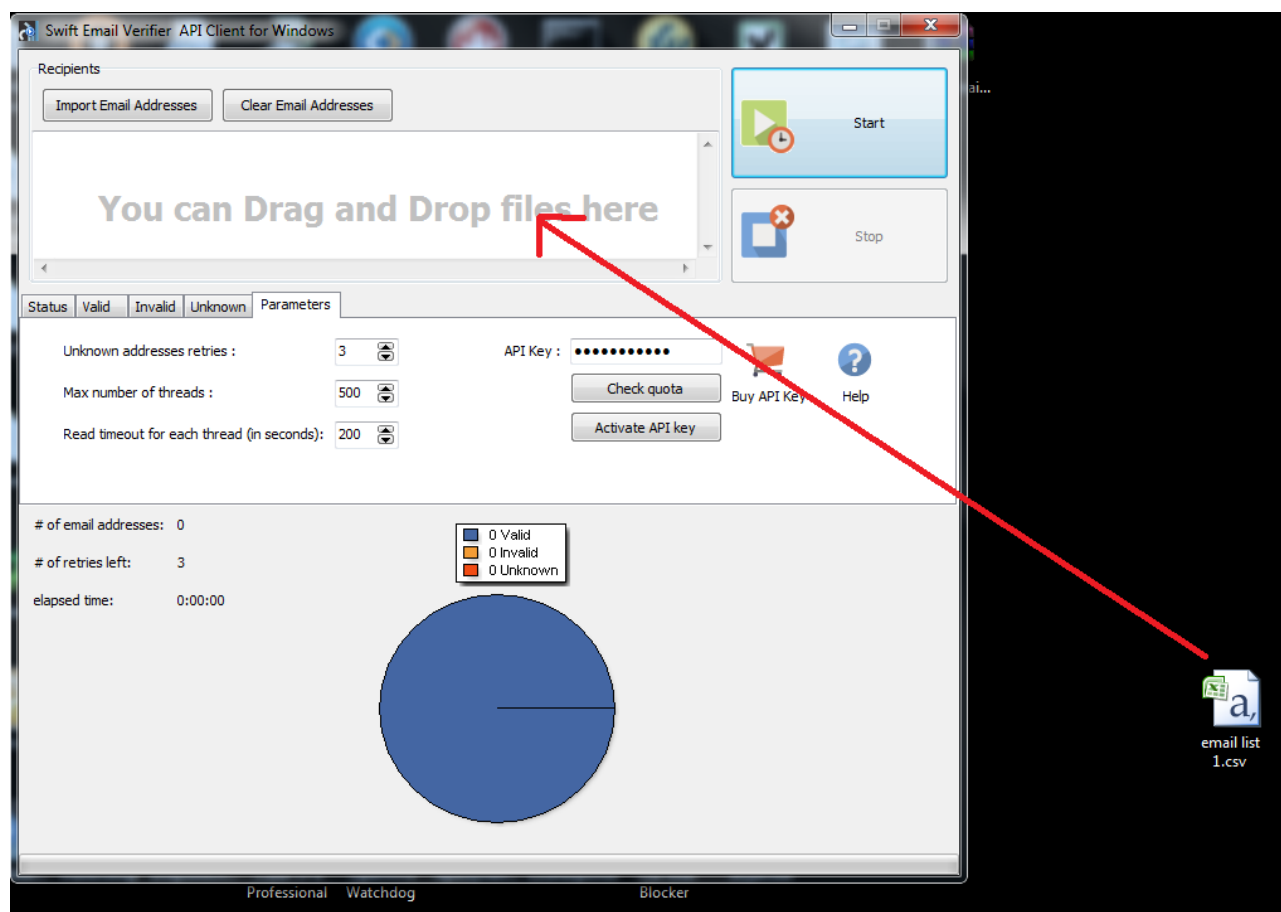 Swift Email Verifier API Client for Windows
Recipients
Import Email Addresses
Clear Email Addresses
You can Drag and Drop files here
Start
Stop
ai...
Status
Valid
Invalid
Unknown
Parameters
Unknown addresses retries : 3
Max number of threads : 500
Read timeout for each thread (in seconds): 200
API Key : •••••••••••
Check quota
Activate API key
Buy API Key
Help
# of email addresses: 0
# of retries left: 3
elapsed time: 0:00:00
0 Valid
0 Invalid
0 Unknown
email list
1.csv
Professional
Watchdog
Blocker